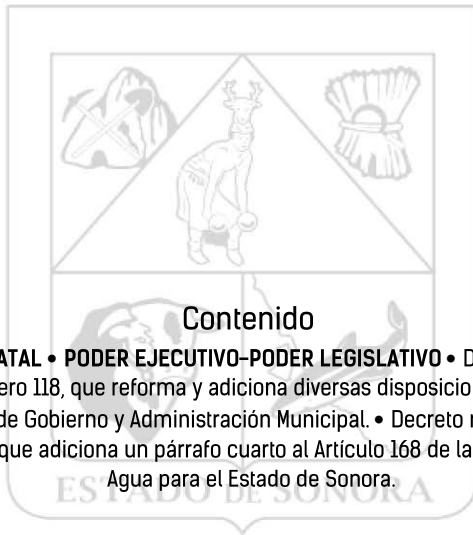 Contenido
ATAL • PODER EJECUTIVO-PODER LEGISLATIVO •
ero 118, que reforma y adiciona diversas disposicio
de Gobierno y Administración Municipal. • Decreto
que adiciona un párrafo cuarto al Artículo 168 de la
Agua para el Estado de Sonora.
ESTADO DE SONORA